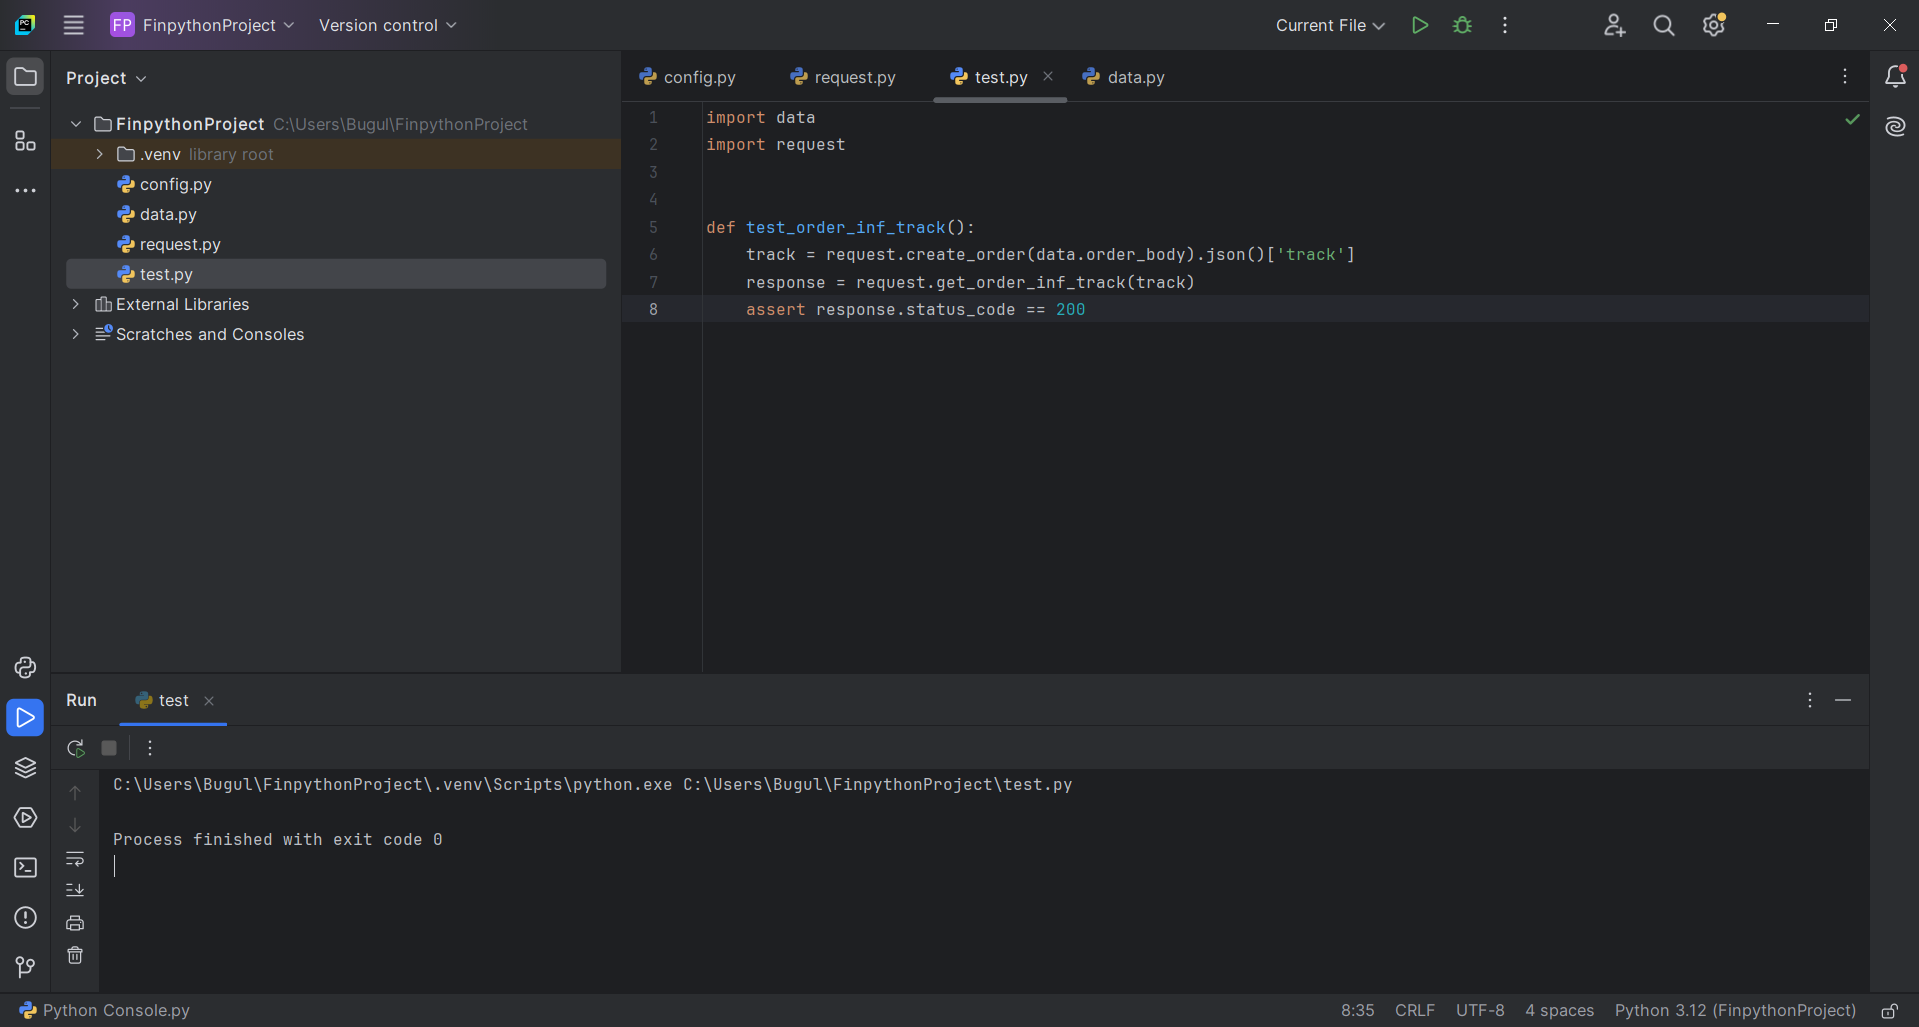 FP FinpythonProject Version control Current File
Project
config.py request.py test.py data.py
FinpythonProject C:\Users\Bugul\FinpythonProject
.venv library root
config.py
data.py
request.py
test.py
External Libraries
Scratches and Consoles
1 import data
2 import request
3
4
5 def test_order_inf_track():
6 track = request.create_order(data.order_body).json()['track']
7 response = request.get_order_inf_track(track)
8 assert response.status_code == 200
Run test
C:\Users\Bugul\FinpythonProject\.venv\Scripts\python.exe C:\Users\Bugul\FinpythonProject\test.py
Process finished with exit code 0
Python Console.py 8:35 CRLF UTF-8 4 spaces Python 3.12 (FinpythonProject)